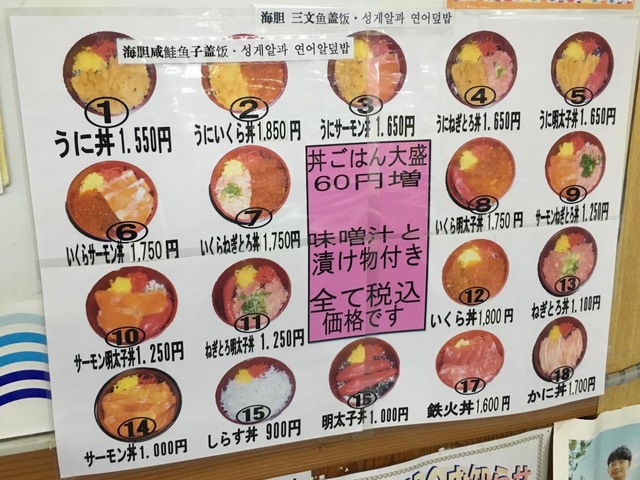 海胆 三文鱼盖饭・성게알과 연어덮밥
海胆咸鲑鱼子盖饭・성게알과 연어알덮밥
① うに丼 1.550円
② うにいくら丼 1,850円
③ うにサーモン丼 1.650円
④ うにねぎとろ丼 1.650円
⑤ うに明太子丼 1.650円
丼ごはん大盛
60円増
味噌汁と
漬け物付き
全て税込
価格です
⑥ いくらサーモン丼 1,750円
⑦ いくらねぎとろ丼 1.750円
⑧ いくら明太子丼 1,750円
⑨ サーモンねぎとろ丼 1.250円
⑩ サーモン明太子丼 1.250円
⑪ ねぎとろ明太子丼 1.250円
⑫ いくら丼 1,800円
⑬ ねぎとろ丼 1.100円
⑭ サーモン丼 1.000円
⑮ しらす丼 900円
⑯ 明太子丼 1.000円
⑰ 鉄火丼 1,600円
⑱ かに丼 1,700円